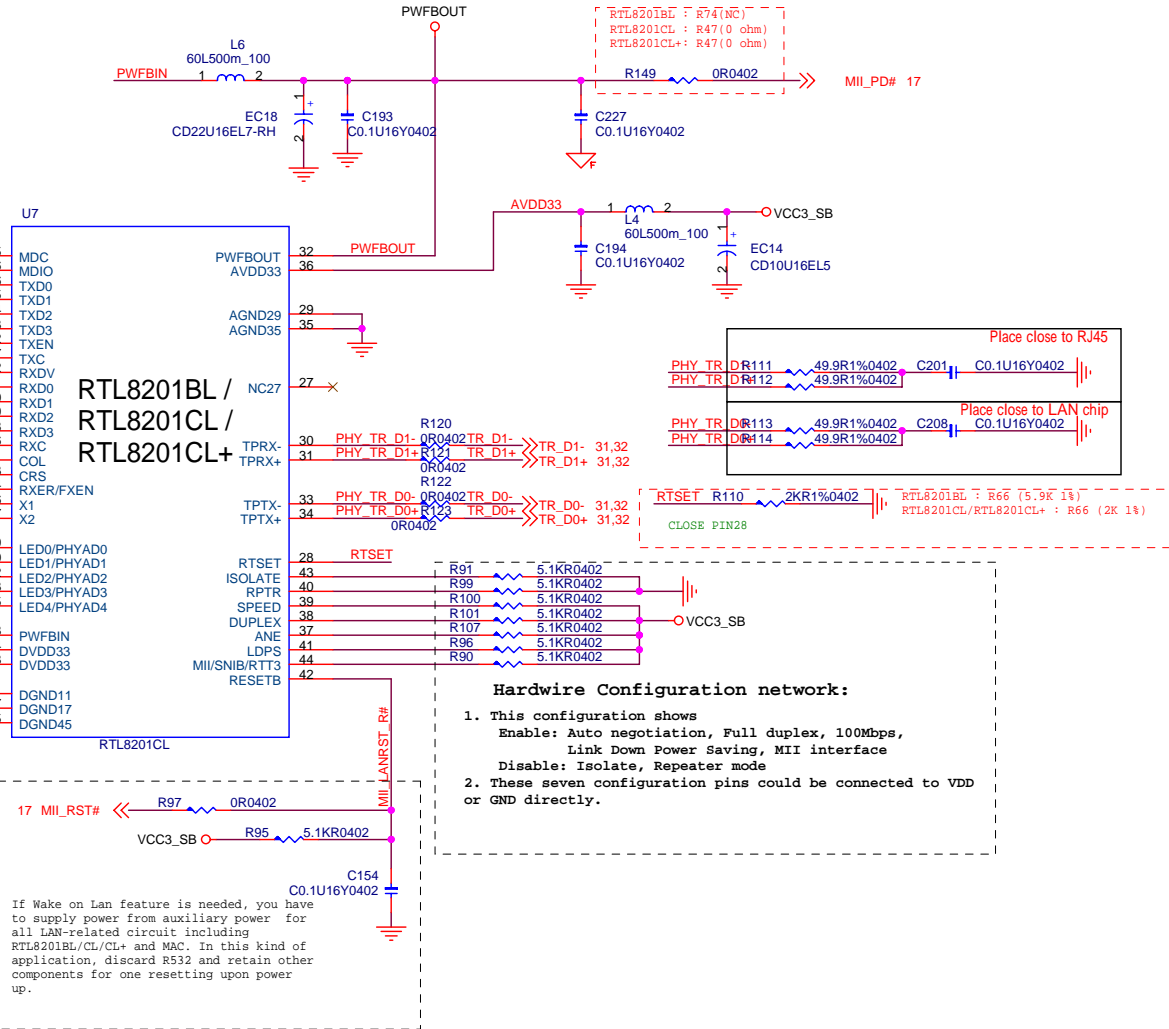 PWFBOUT
RTL8201BL : R74(NC)
RTL8201CL : R47(0 ohm)
RTL8201CL+: R47(0 ohm)
L6
60L500m_100
PWFBIN 1 2
R149 0R0402 MII_PD# 17
1
+
EC18
CD22U16EL7-RH
2
C193
C0.1U16Y0402
C227
C0.1U16Y0402
F
AVDD33 1 2 VCC3_SB
L4
60L500m_100
C194
C0.1U16Y0402
1
+
EC14
CD10U16EL5
2
U7
MDC
MDIO
TXD0
TXD1
TXD2
TXD3
TXEN
TXC
RXDV
RXD0
RXD1
RXD2
RXD3
RXC
COL
CRS
RXER/FXEN
X1
X2
LED0/PHYAD0
LED1/PHYAD1
LED2/PHYAD2
LED3/PHYAD3
LED4/PHYAD4
PWFBIN
DVDD33
DVDD33
DGND11
DGND17
DGND45
RTL8201BL /
RTL8201CL /
RTL8201CL+
PWFBOUT 32 PWFBOUT
AVDD33 36
AGND29 29
AGND35 35
NC27 27
R120
TPRX- 30 PHY_TR_D1- 0R0402 TR_D1- TR_D1- 31,32
TPRX+ 31 PHY_TR_D1+ R121 TR_D1+ TR_D1+ 31,32
0R0402
R122
TPTX- 33 PHY_TR_D0- 0R0402 TR_D0- TR_D0- 31,32
TPTX+ 34 PHY_TR_D0+ R123 TR_D0+ TR_D0+ 31,32
0R0402
RTSET 28 RTSET
ISOLATE 43 R91 5.1KR0402
RPTR 40 R99 5.1KR0402
SPEED 39 R100 5.1KR0402
DUPLEX 38 R101 5.1KR0402 VCC3_SB
ANE 37 R107 5.1KR0402
LDPS 41 R96 5.1KR0402
MII/SNIB/RTT3 44 R90 5.1KR0402
RESETB 42
RTL8201CL
Place close to RJ45
PHY_TR_D1- R111 49.9R1%0402 C201 C0.1U16Y0402
PHY_TR_D1+ R112 49.9R1%0402
Place close to LAN chip
PHY_TR_D0- R113 49.9R1%0402 C208 C0.1U16Y0402
PHY_TR_D0+ R114 49.9R1%0402
RTSET R110 2KR1%0402
RTL8201BL : R66 (5.9K 1%)
RTL8201CL/RTL8201CL+ : R66 (2K 1%)
CLOSE PIN28
Hardwire Configuration network:
1. This configuration shows
Enable: Auto negotiation, Full duplex, 100Mbps,
Link Down Power Saving, MII interface
Disable: Isolate, Repeater mode
2. These seven configuration pins could be connected to VDD
or GND directly.
MII_LANRST_R#
17 MII_RST# R97 0R0402
VCC3_SB R95 5.1KR0402
C154
C0.1U16Y0402
If Wake on Lan feature is needed, you have
to supply power from auxiliary power for
all LAN-related circuit including
RTL8201BL/CL/CL+ and MAC. In this kind of
application, discard R532 and retain other
components for one resetting upon power
up.